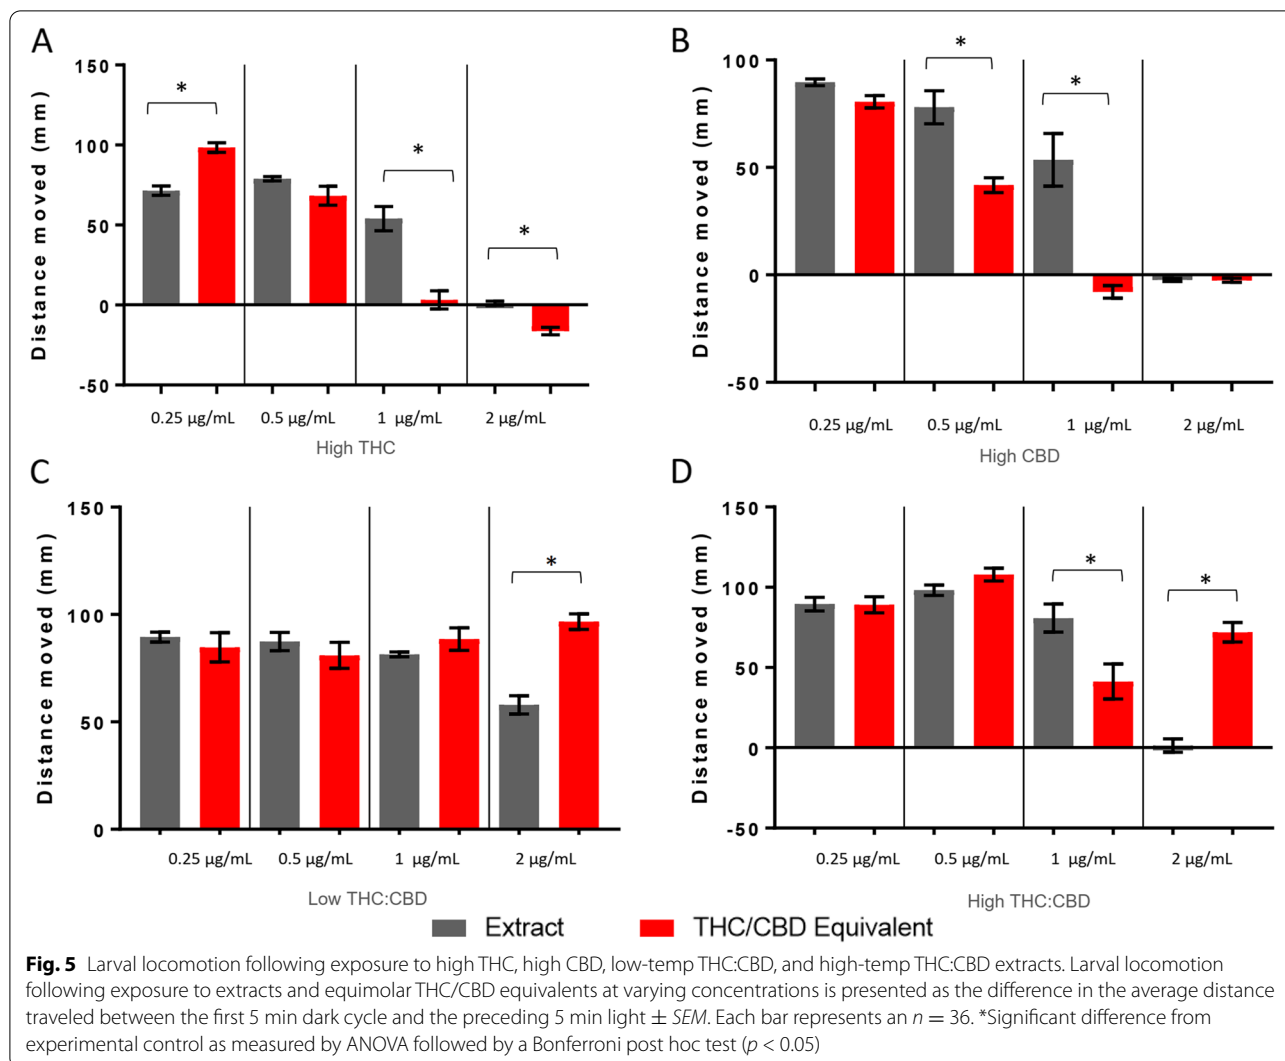 A
Distance moved (mm)
150
100
50
0
-50
*
*
*
0.25 µg/mL
0.5 µg/mL
1 µg/mL
2 µg/mL
High THC
B
Distance moved (mm)
100
50
0
-50
*
*
0.25 µg/mL
0.5 µg/mL
1 µg/mL
2 µg/mL
High CBD
C
Distance moved (mm)
150
100
50
0
*
0.25 µg/mL
0.5 µg/mL
1 µg/mL
2 µg/mL
Low THC:CBD
D
Distance moved (mm)
150
100
50
0
-50
*
*
0.25 µg/mL
0.5 µg/mL
1 µg/mL
2 µg/mL
High THC:CBD
Extract
THC/CBD Equivalent
Fig. 5 Larval locomotion following exposure to high THC, high CBD, low-temp THC:CBD, and high-temp THC:CBD extracts. Larval locomotion
following exposure to extracts and equimolar THC/CBD equivalents at varying concentrations is presented as the difference in the average distance
traveled between the first 5 min dark cycle and the preceding 5 min light ± SEM. Each bar represents an n = 36. *Significant difference from
experimental control as measured by ANOVA followed by a Bonferroni post hoc test (p < 0.05)